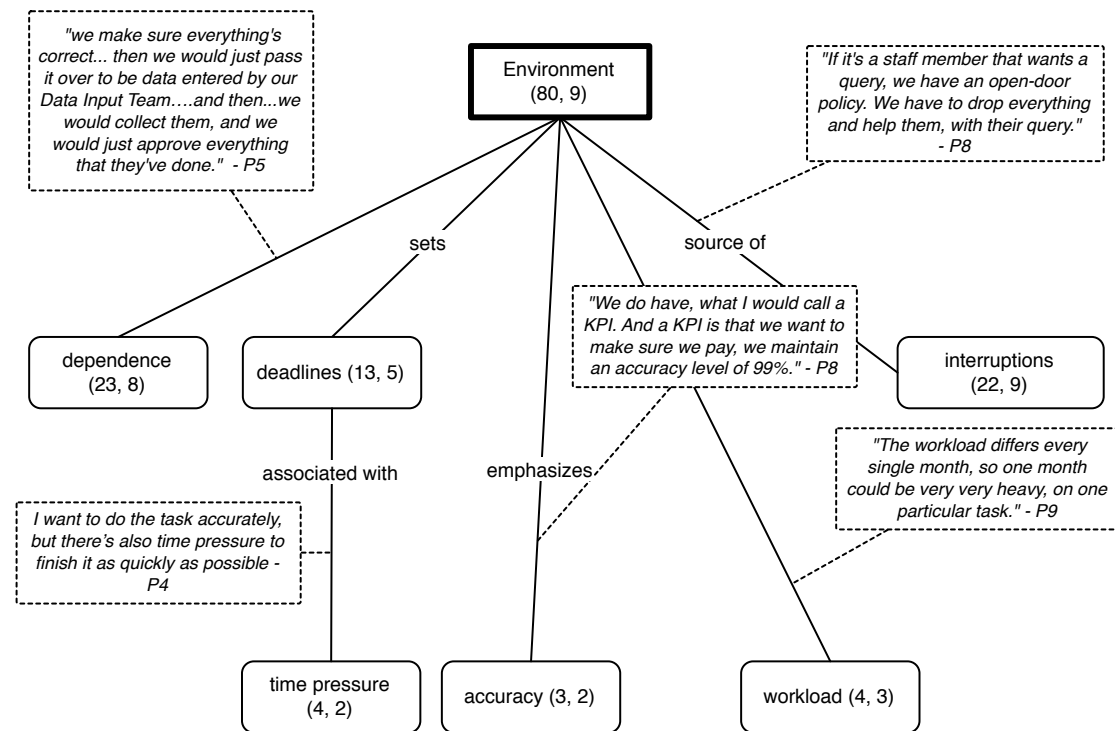 "we make sure everything's
correct... then we would just pass
it over to be data entered by our
Data Input Team….and then...we
would collect them, and we
would just approve everything
that they've done."  - P5
Environment
(80, 9)
"If it's a staff member that wants a
query, we have an open-door
policy. We have to drop everything
and help them, with their query."
- P8
sets
source of
"We do have, what I would call a
KPI. And a KPI is that we want to
make sure we pay, we maintain
an accuracy level of 99%." - P8
dependence
(23, 8)
deadlines (13, 5)
interruptions
(22, 9)
associated with
emphasizes
"The workload differs every
single month, so one month
could be very very heavy, on one
particular task." - P9
I want to do the task accurately,
but there’s also time pressure to
finish it as quickly as possible -
P4
time pressure
(4, 2)
accuracy (3, 2)
workload (4, 3)